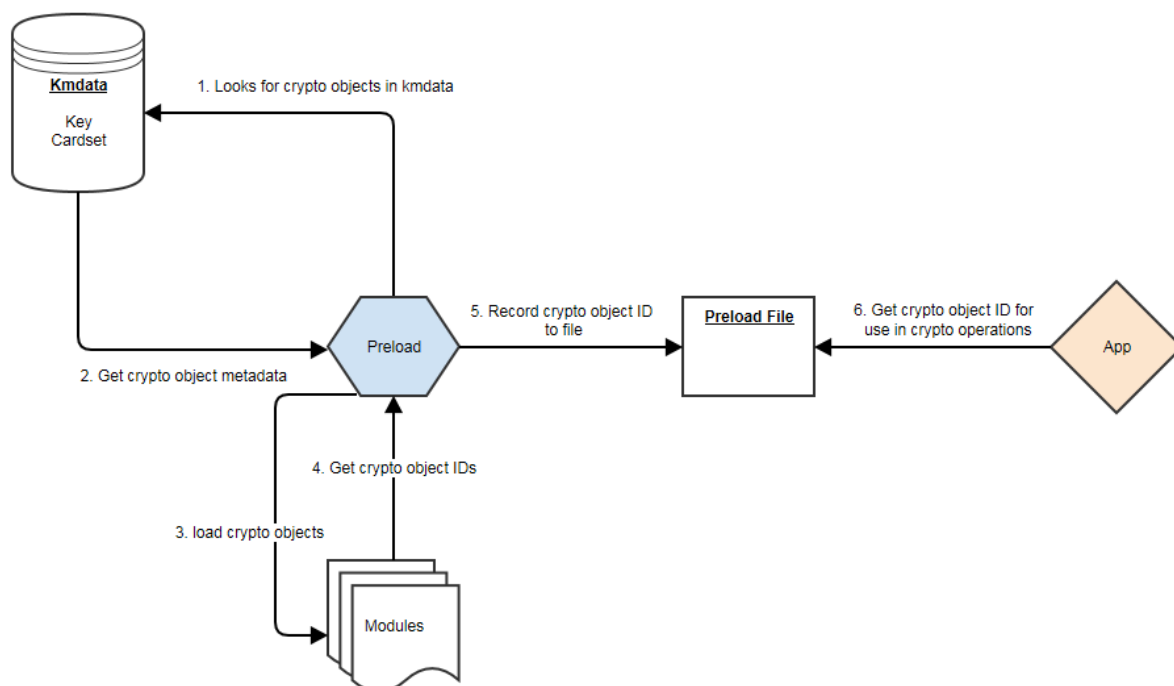 Kmdata
Key
Cardset
1. Looks for crypto objects in kmdata
2. Get crypto object metadata
Preload
5. Record crypto object ID
to file
Preload File
6. Get crypto object ID for
use in crypto operations
App
4. Get crypto object IDs
3. load crypto objects
Modules